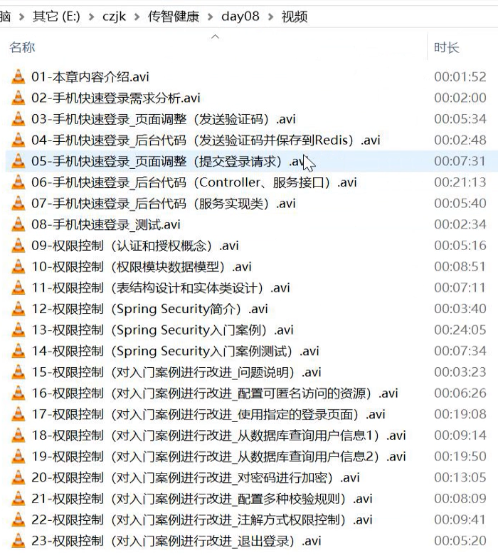 脑 > 其它 (E:) > czjk > 传智健康 > day08 > 视频
名称 时长
01-本章内容介绍.avi 00:01:52
02-手机快速登录需求分析.avi 00:02:00
03-手机快速登录_页面调整（发送验证码）.avi 00:05:34
04-手机快速登录_后台代码（发送验证码并保存到Redis）.avi 00:02:48
05-手机快速登录_页面调整（提交登录请求）.avi 00:07:31
06-手机快速登录_后台代码（Controller、服务接口）.avi 00:21:13
07-手机快速登录_后台代码（服务实现类）.avi 00:05:40
08-手机快速登录_测试.avi 00:02:34
09-权限控制（认证和授权概念）.avi 00:05:16
10-权限控制（权限模块数据模型）.avi 00:08:51
11-权限控制（表结构设计和实体类设计）.avi 00:07:11
12-权限控制（Spring Security简介）.avi 00:03:40
13-权限控制（Spring Security入门案例）.avi 00:24:05
14-权限控制（Spring Security入门案例测试）.avi 00:07:34
15-权限控制（对入门案例进行改进_问题说明）.avi 00:03:23
16-权限控制（对入门案例进行改进_配置可匿名访问的资源）.avi 00:06:26
17-权限控制（对入门案例进行改进_使用指定的登录页面）.avi 00:19:08
18-权限控制（对入门案例进行改进_从数据库查询用户信息1）.avi 00:09:14
19-权限控制（对入门案例进行改进_从数据库查询用户信息2）.avi 00:19:50
20-权限控制（对入门案例进行改进_对密码进行加密）.avi 00:13:05
21-权限控制（对入门案例进行改进_配置多种校验规则）.avi 00:08:09
22-权限控制（对入门案例进行改进_注解方式权限控制）.avi 00:09:41
23-权限控制（对入门案例进行改进_退出登录）.avi 00:05:20